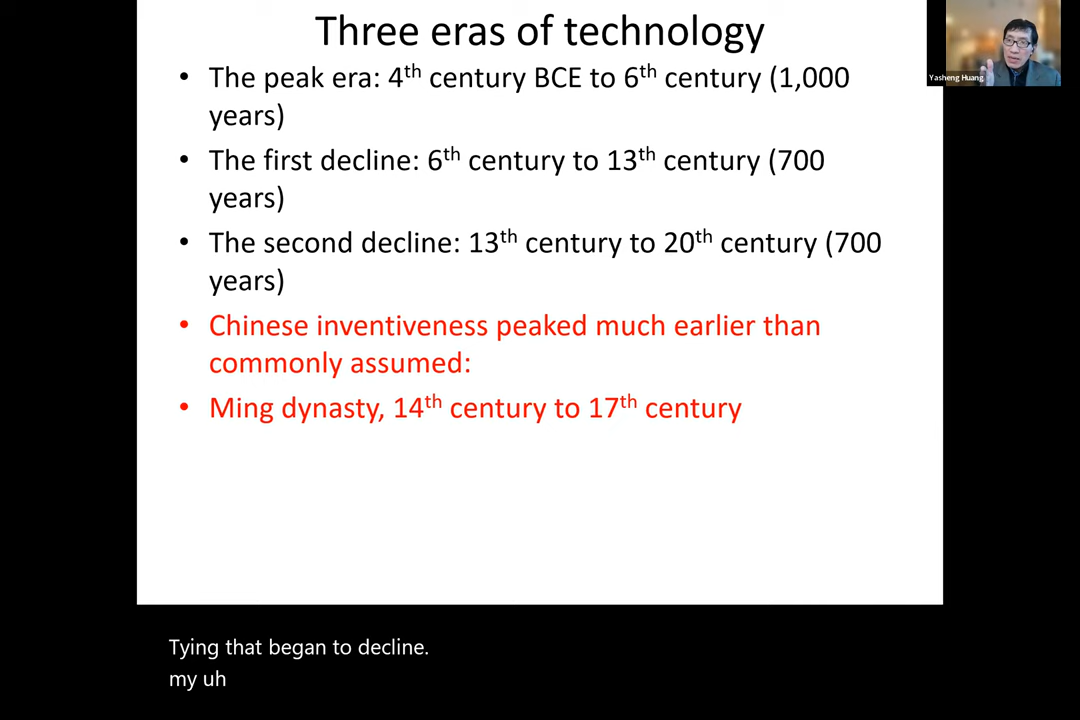 Three eras of technology
Yasheng Huang
• The peak era: 4th century BCE to 6th century (1,000
years)
• The first decline: 6th century to 13th century (700
years)
• The second decline: 13th century to 20th century (700
years)
• Chinese inventiveness peaked much earlier than
commonly assumed:
• Ming dynasty, 14th century to 17th century
Tying that began to decline.
my uh